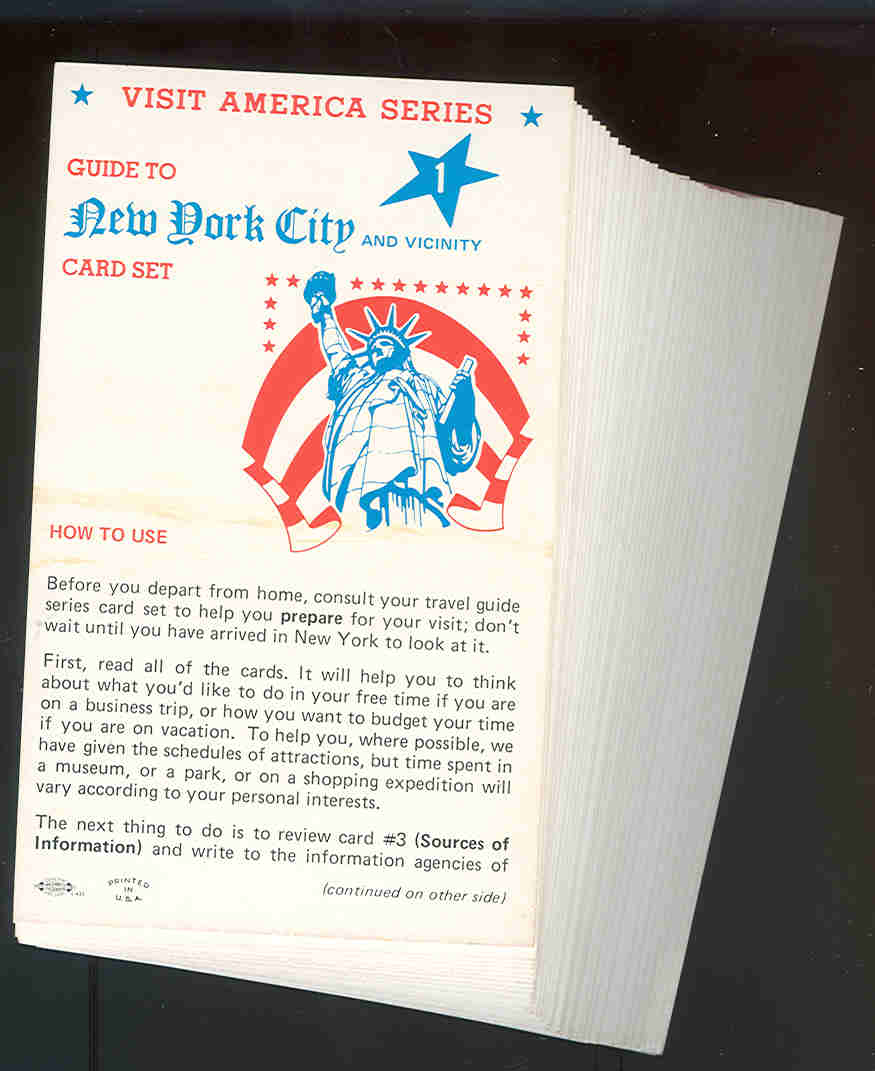 VISIT AMERICA SERIES
1
GUIDE TO
New York City AND VICINITY
CARD SET
HOW TO USE
Before you depart from home, consult your travel guide
series card set to help you prepare for your visit; don't
wait until you have arrived in New York to look at it.
First, read all of the cards. It will help you to think
about what you'd like to do in your free time if you are
on a business trip, or how you want to budget your time
if you are on vacation. To help you, where possible, we
have given the schedules of attractions, but time spent in
a museum, or a park, or on a shopping expedition will
vary according to your personal interests.
The next thing to do is to review card #3 (Sources of
Information) and write to the information agencies of
(continued on other side)
PRINTED
IN
U.S.A.